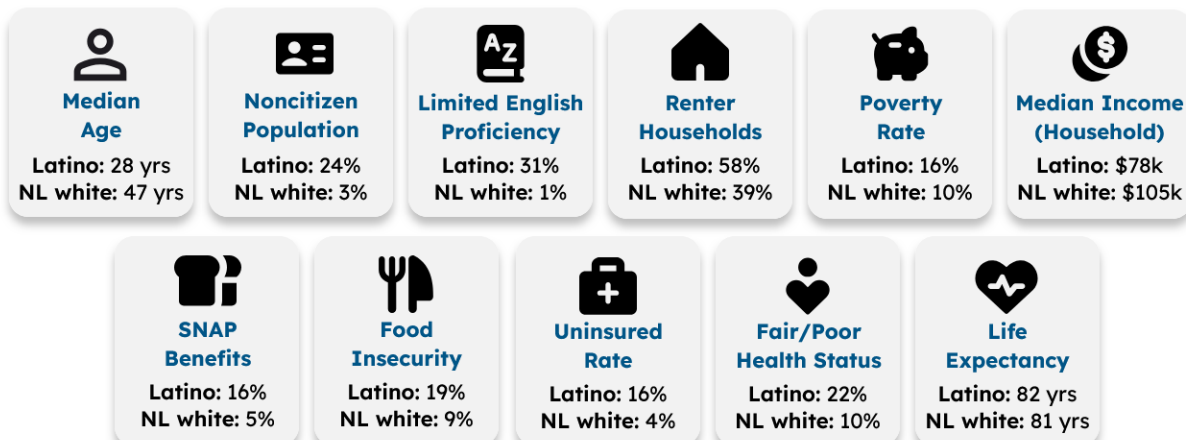 Median
Age
Latino: 28 yrs
NL white: 47 yrs
Noncitizen
Population
Latino: 24%
NL white: 3%
AZ
Limited English
Proficiency
Latino: 31%
NL white: 1%
Renter
Households
Latino: 58%
NL white: 39%
Poverty
Rate
Latino: 16%
NL white: 10%
$
Median Income
(Household)
Latino: $78k
NL white: $105k
SNAP
Benefits
Latino: 16%
NL white: 5%
Food
Insecurity
Latino: 19%
NL white: 9%
Uninsured
Rate
Latino: 16%
NL white: 4%
Fair/Poor
Health Status
Latino: 22%
NL white: 10%
Life
Expectancy
Latino: 82 yrs
NL white: 81 yrs